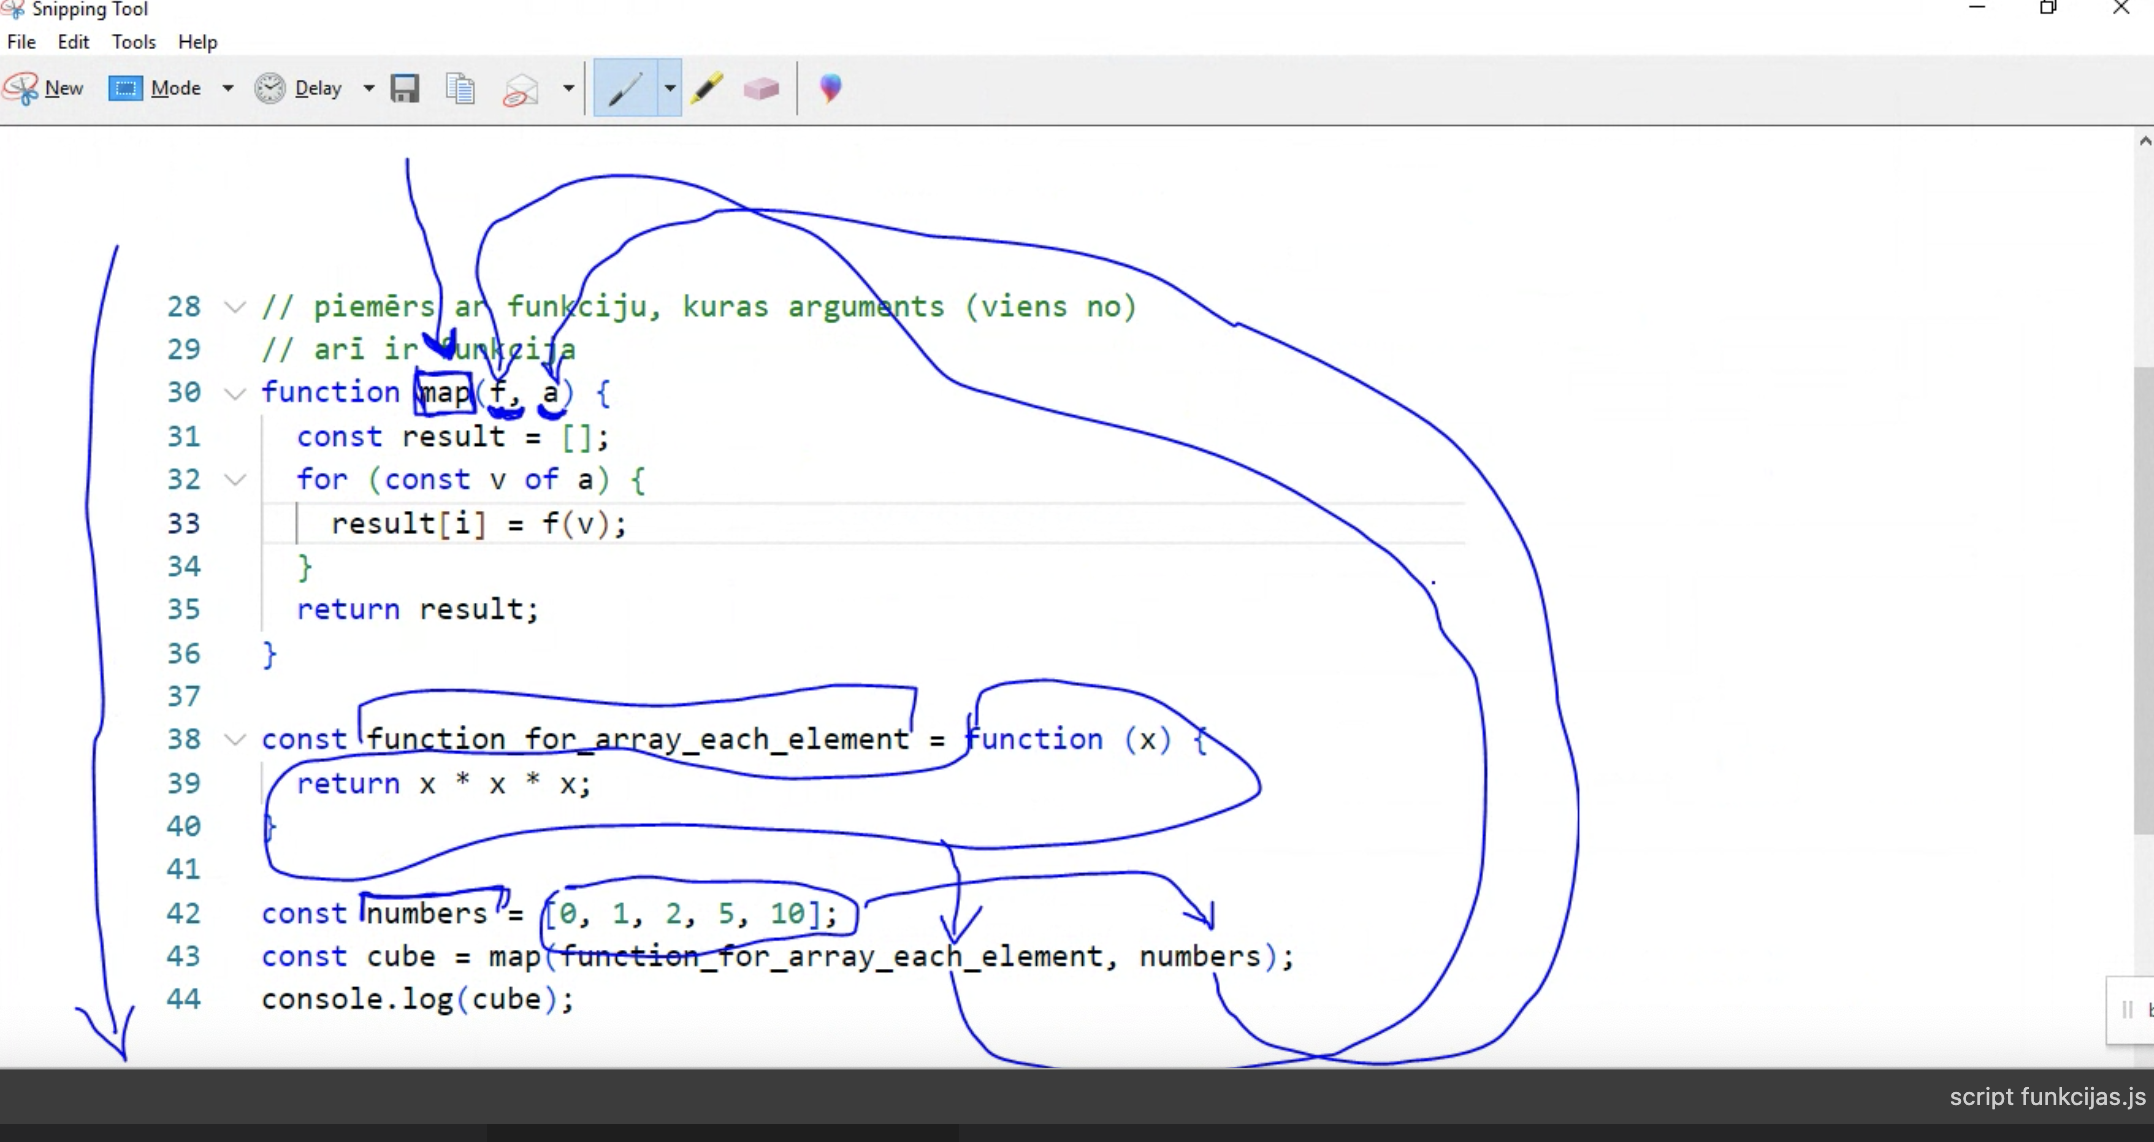 Snipping Tool
File Edit Tools Help
New Mode Delay
28 // piemērs ar funkciju, kuras arguments (viens no)
29 // arī ir funkcija
30 function map(f, a) {
31 const result = [];
32 for (const v of a) {
33 result[i] = f(v);
34 }
35 return result;
36 }
37
38 const function_for_array_each_element = function (x) {
39 return x * x * x;
40 }
41
42 const numbers = [0, 1, 2, 5, 10];
43 const cube = map(function_for_array_each_element, numbers);
44 console.log(cube);
script funkcijas.js